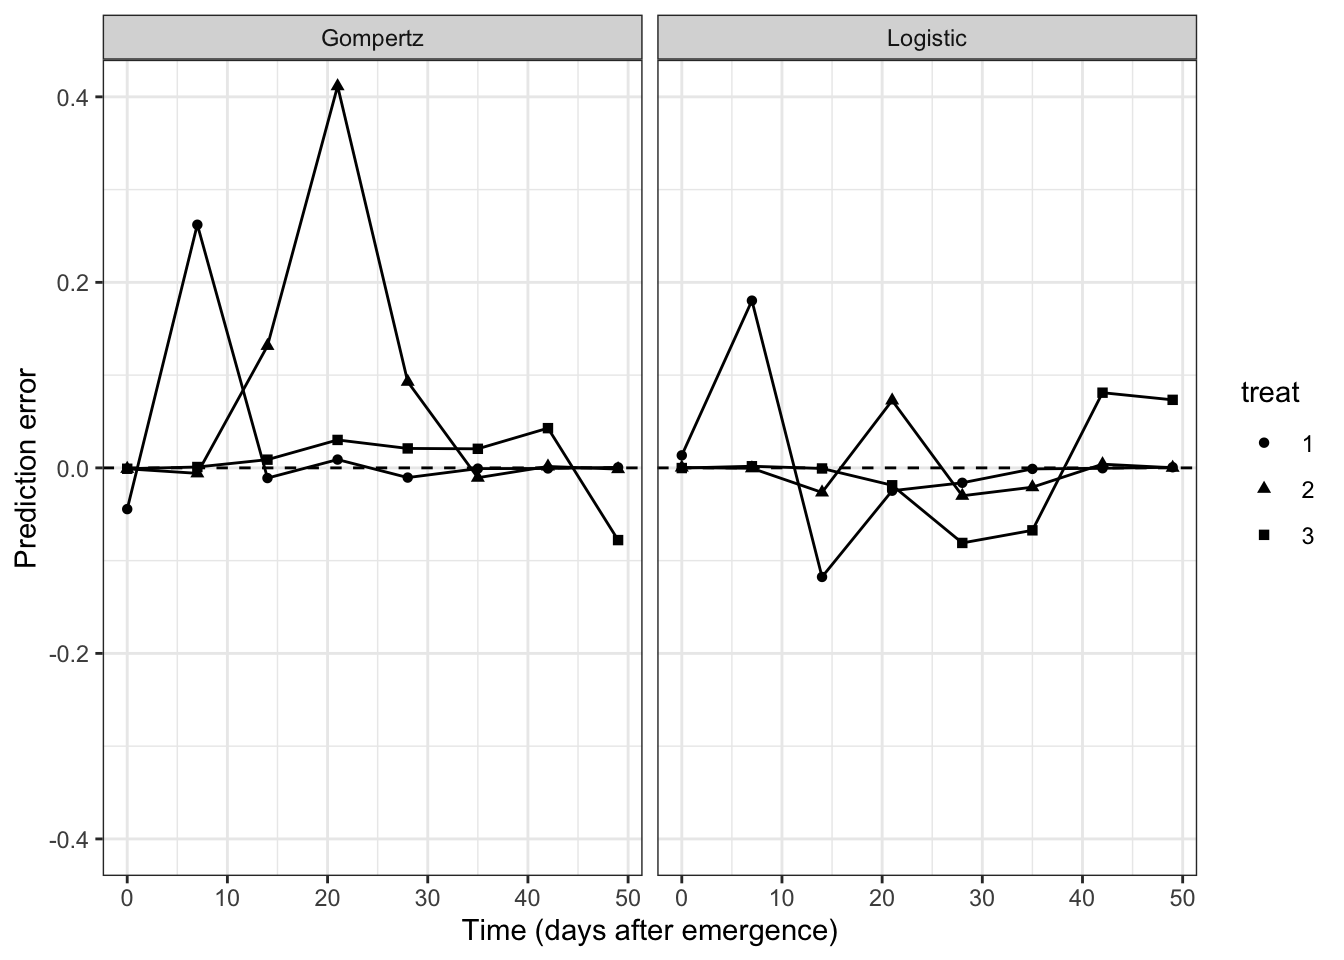 Gompertz Logistic
0.4
0.2
0.0
-0.2
-0.4
Prediction error
0 10 20 30 40 50 0 10 20 30 40 50
Time (days after emergence)
treat
1
2
3